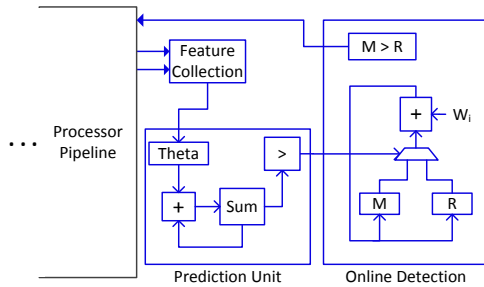 M > R
Feature
Collection
... Processor
Pipeline
Theta
>
+
Sum
+
Wi
M
R
Prediction Unit
Online Detection